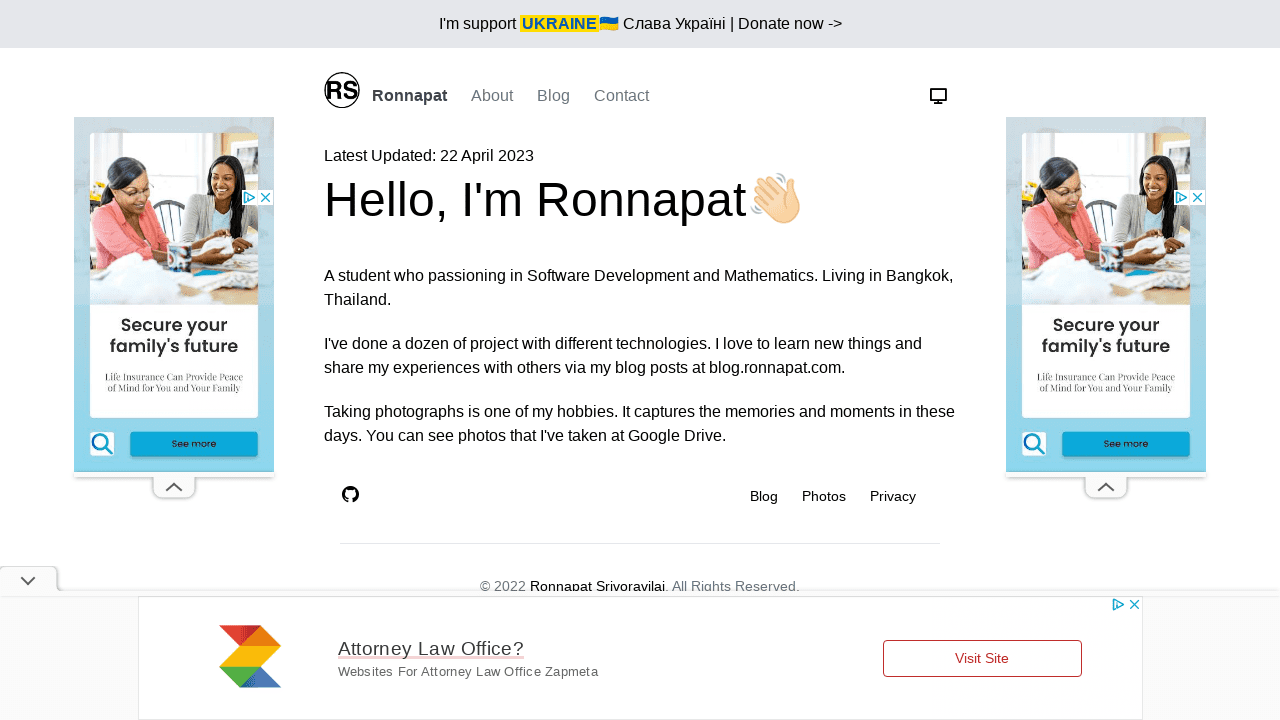 I'm support UKRAINE🇺🇦 Слава Україні | Donate now ->
RS Ronnapat About Blog Contact
Latest Updated: 22 April 2023
Hello, I'm Ronnapat👋🏻
A student who passioning in Software Development and Mathematics. Living in Bangkok,
Thailand.
I've done a dozen of project with different technologies. I love to learn new things and
share my experiences with others via my blog posts at blog.ronnapat.com.
Taking photographs is one of my hobbies. It captures the memories and moments in these
days. You can see photos that I've taken at Google Drive.
Blog Photos Privacy
© 2022 Ronnapat Srivoravilai. All Rights Reserved.
Secure your
family's future
Life Insurance Can Provide Peace
of Mind for You and Your Family
See more
Secure your
family's future
Life Insurance Can Provide Peace
of Mind for You and Your Family
See more
Attorney Law Office?
Websites For Attorney Law Office Zapmeta
Visit Site